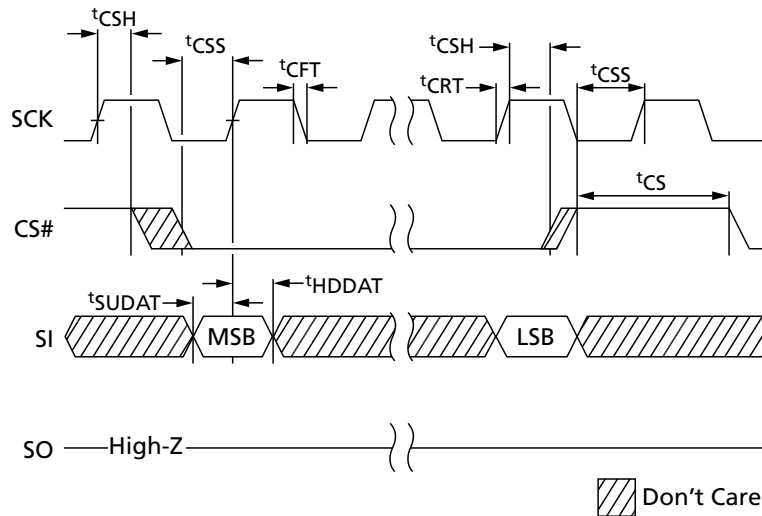 tCSH
tCSS
tCFT
tCSH
tCRT
tCSS
SCK
tCS
CS#
tSUDAT
tHDDAT
SI
MSB
LSB
SO
High-Z
Don't Care